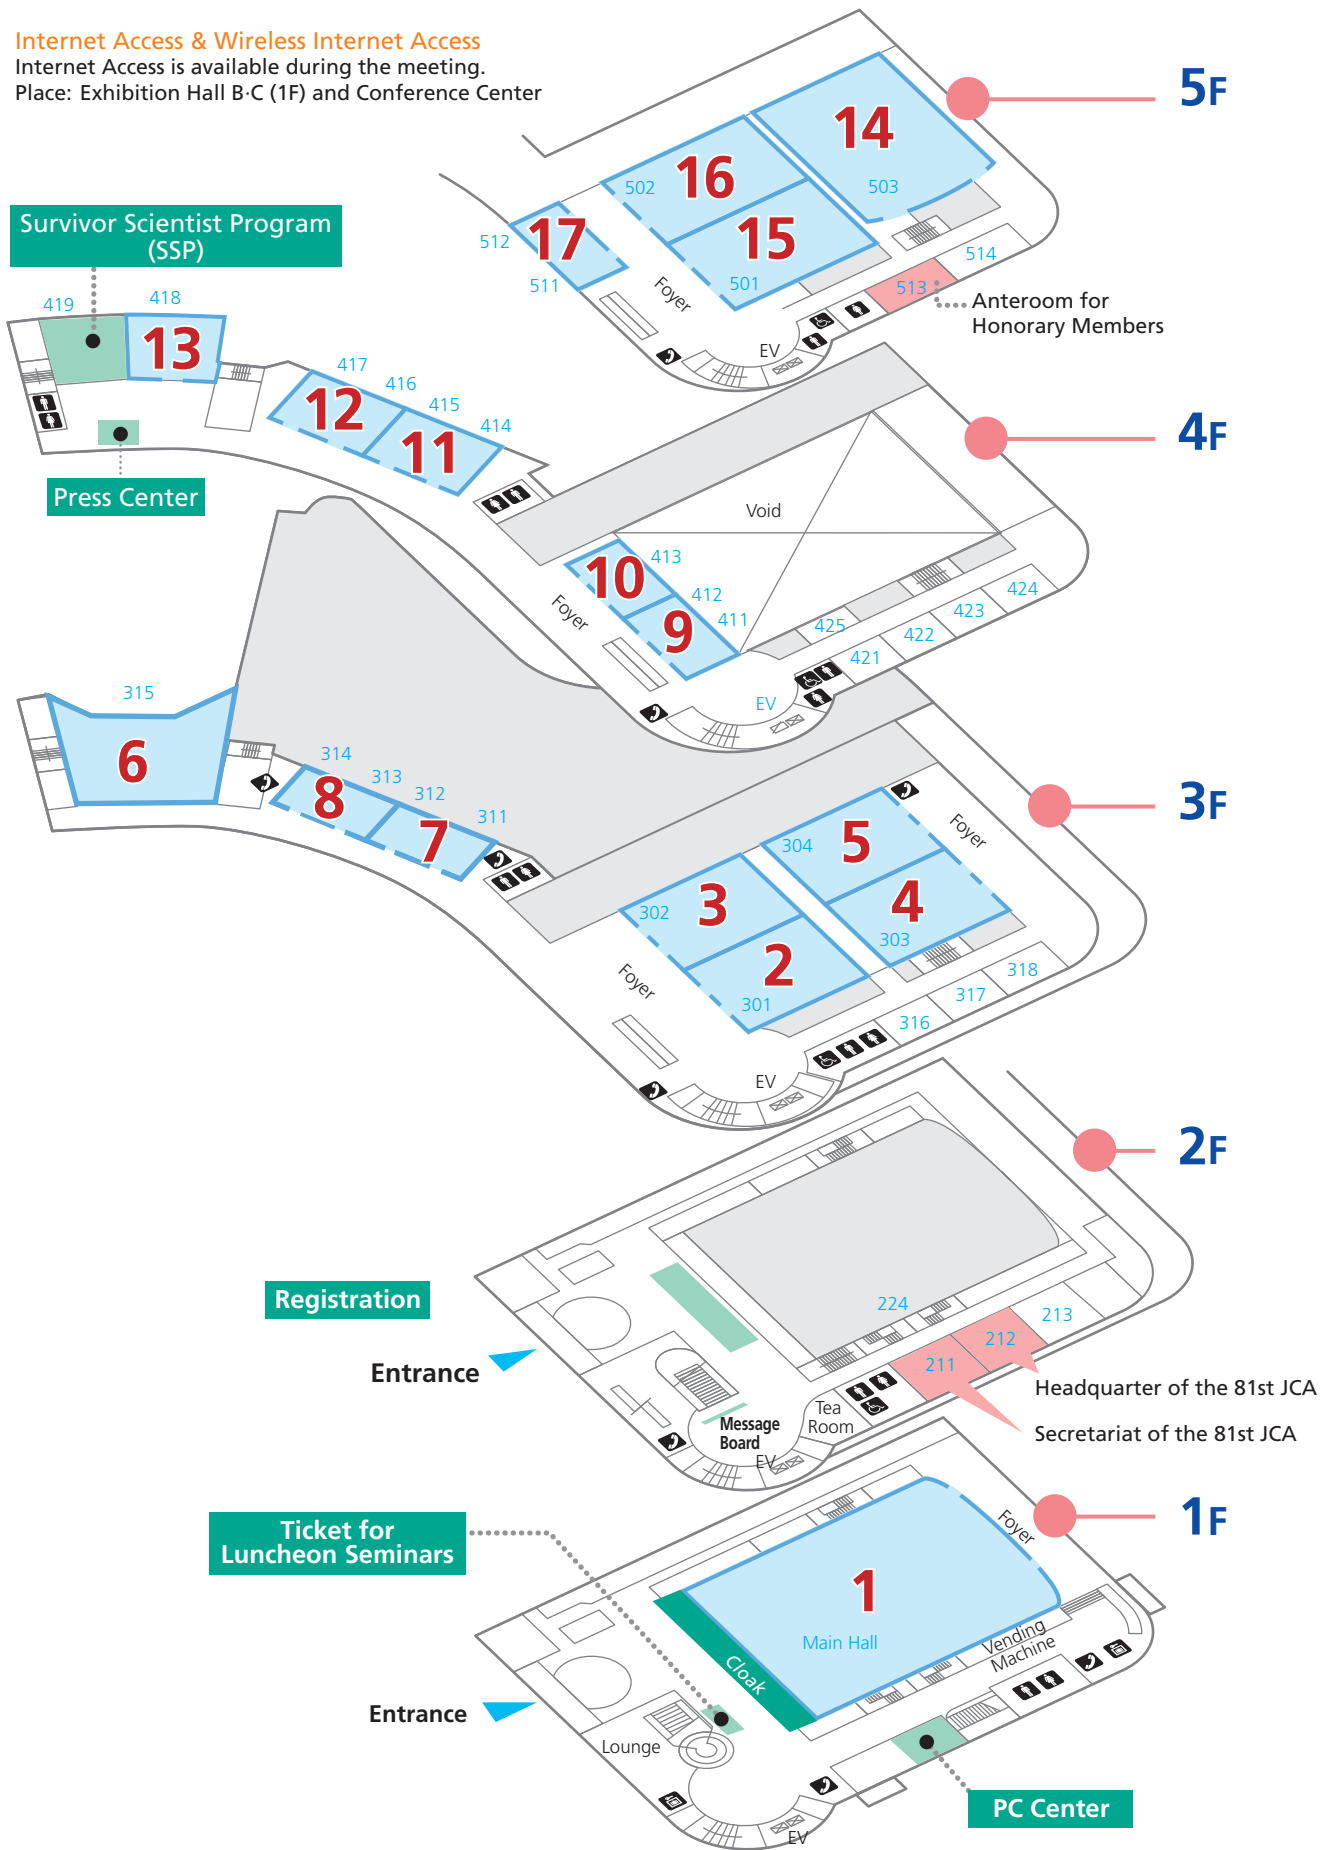 Internet Access & Wireless Internet Access
Internet Access is available during the meeting.
Place: Exhibition Hall B·C (1F) and Conference Center
5F
14
503
16
502
15
501
17
512
511
Foyer
514
513
Anteroom for
Honorary Members
EV
Survivor Scientist Program
(SSP)
419
418
13
417
416
12
415
414
11
Press Center
4F
Void
10
413
412
9
411
Foyer
425
424
423
422
421
EV
3F
315
6
314
313
8
312
311
7
304
5
Foyer
302
3
303
4
301
2
Foyer
318
317
316
EV
2F
Registration
Entrance
224
213
212
211
Headquarter of the 81st JCA
Secretariat of the 81st JCA
Tea
Room
Message
Board
EV
1F
Ticket for
Luncheon Seminars
Foyer
1
Main Hall
Cloak
Vending
Machine
Entrance
Lounge
PC Center
EV